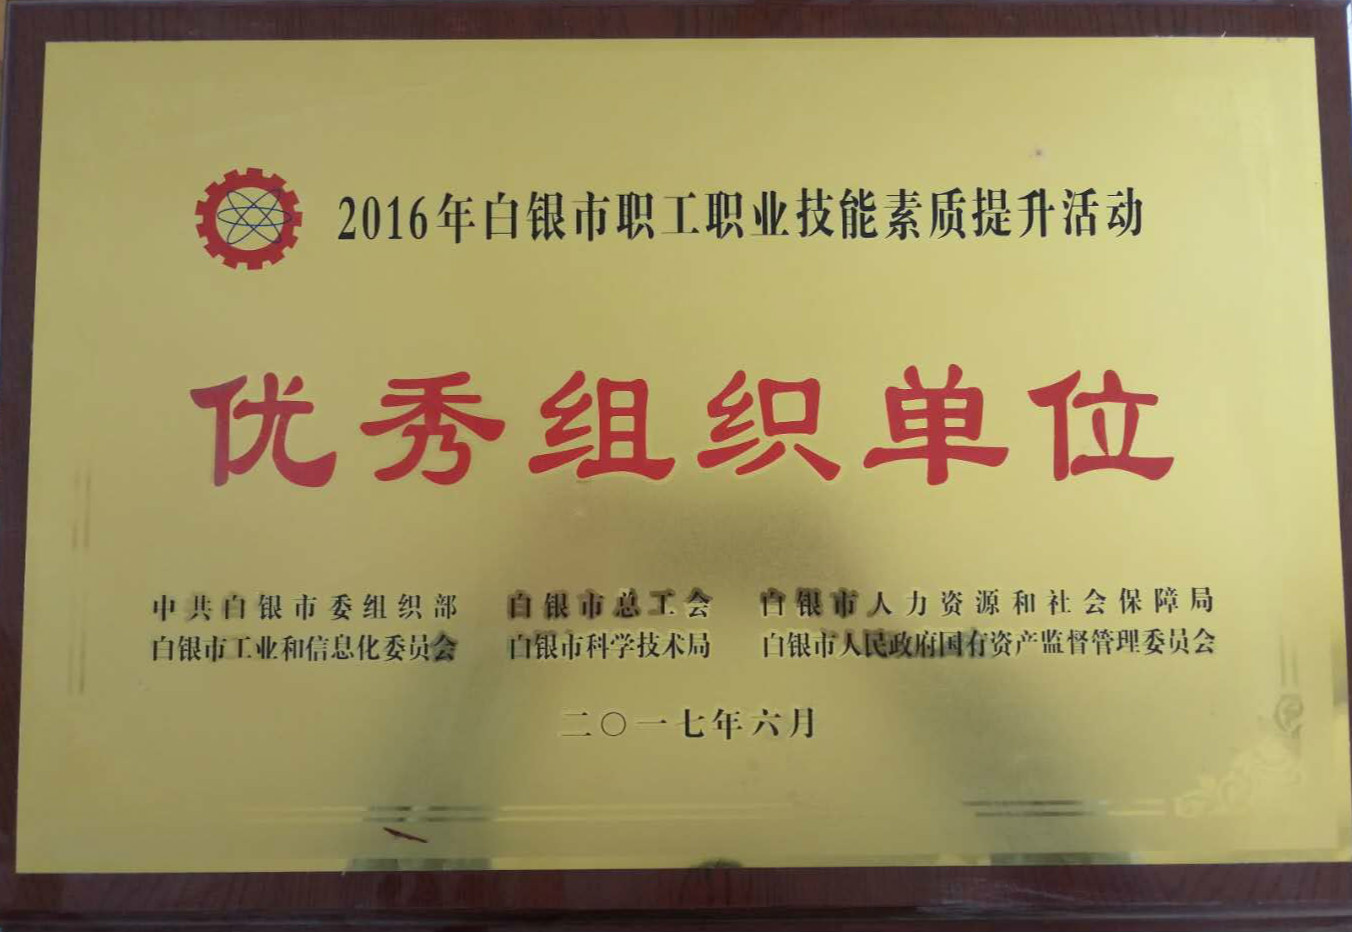 2016年白银市职工职业技能素质提升活动
优秀组织单位
中共白银市委组织部 白银市总工会 白银市人力资源和社会保障局
白银市工业和信息化委员会 白银市科学技术局 白银市人民政府国有资产监督管理委员会
二〇一七年六月